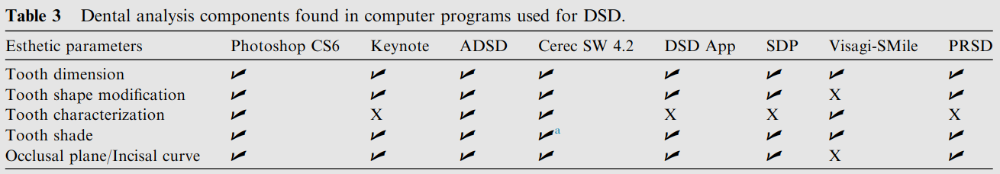 Table 3 Dental analysis components found in computer programs used for DSD.
Esthetic parameters Photoshop CS6 Keynote ADSD Cerec SW 4.2 DSD App SDP Visagi-SMile PRSD
Tooth dimension ✓ ✓ ✓ ✓ ✓ ✓ ✓ ✓
Tooth shape modification ✓ ✓ ✓ ✓ ✓ ✓ X ✓
Tooth characterization ✓ X ✓ ✓ X X ✓ X
Tooth shade ✓ ✓ ✓ ✓a ✓ ✓ ✓ ✓
Occlusal plane/Incisal curve ✓ ✓ ✓ ✓ ✓ ✓ X ✓